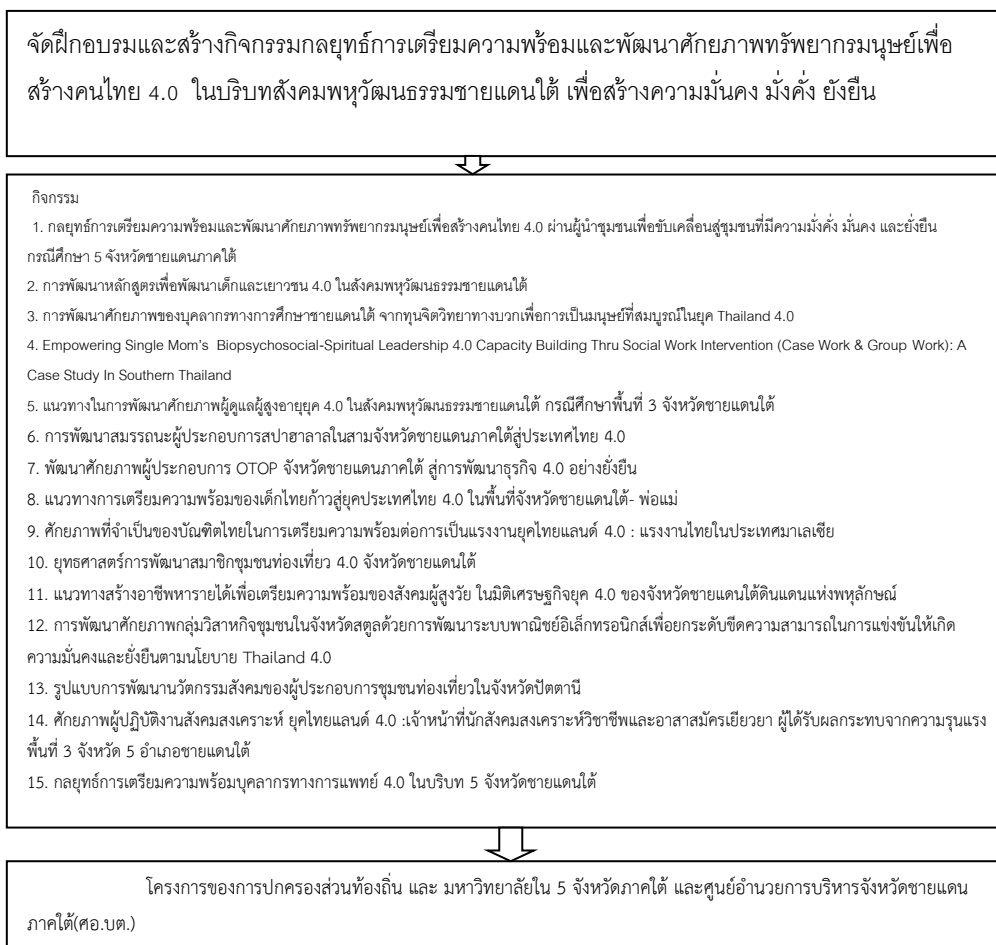 จัดฝึกอบรมและสร้างกิจกรรมกลยุทธ์การเตรียมความพร้อมและพัฒนาศักยภาพทรัพยากรมนุษย์เพื่อ
สร้างคนไทย 4.0 ในบริบทสังคมพหุวัฒนธรรมชายแดนใต้ เพื่อสร้างความมั่นคง มั่งคั่ง ยั่งยืน
กิจกรรม
1. กลยุทธ์การเตรียมความพร้อมและพัฒนาศักยภาพทรัพยากรมนุษย์เพื่อสร้างคนไทย 4.0 ผ่านผู้นำชุมชนเพื่อขับเคลื่อนสู่ชุมชนที่มีความมั่งคั่ง มั่นคง และยั่งยืน
กรณีศึกษา 5 จังหวัดชายแดนภาคใต้
2. การพัฒนาหลักสูตรเพื่อพัฒนาเด็กและเยาวชน 4.0 ในสังคมพหุวัฒนธรรมชายแดนใต้
3. การพัฒนาศักยภาพของบุคลากรทางการศึกษาชายแดนใต้ จากทุนจิตวิทยาทางบวกเพื่อการเป็นมนุษย์ที่สมบูรณ์ในยุค Thailand 4.0
4. Empowering Single Mom's Biopsychosocial-Spiritual Leadership 4.0 Capacity Building Thru Social Work Intervention (Case Work & Group Work): A
Case Study In Southern Thailand
5. แนวทางในการพัฒนาศักยภาพผู้ดูแลผู้สูงอายุยุค 4.0 ในสังคมพหุวัฒนธรรมชายแดนใต้ กรณีศึกษาพื้นที่ 3 จังหวัดชายแดนใต้
6. การพัฒนาสมรรถนะผู้ประกอบการสปาฮาลาลในสามจังหวัดชายแดนภาคใต้สู่ประเทศไทย 4.0
7. พัฒนาศักยภาพผู้ประกอบการ OTOP จังหวัดชายแดนภาคใต้ สู่การพัฒนาธุรกิจ 4.0 อย่างยั่งยืน
8. แนวทางการเตรียมความพร้อมของเด็กไทยก้าวสู่ยุคประเทศไทย 4.0 ในพื้นที่จังหวัดชายแดนใต้- พ่อแม่
9. ศักยภาพที่จำเป็นของบัณฑิตไทยในการเตรียมความพร้อมต่อการเป็นแรงงานยุคไทยแลนด์ 4.0 : แรงงานไทยในประเทศมาเลเซีย
10. ยุทธศาสตร์การพัฒนาสมาชิกชุมชนท่องเที่ยว 4.0 จังหวัดชายแดนใต้
11. แนวทางสร้างอาชีพหารายได้เพื่อเตรียมความพร้อมของสังคมผู้สูงวัย ในมิติเศรษฐกิจยุค 4.0 ของจังหวัดชายแดนใต้ดินแดนแห่งพหุลักษณ์
12. การพัฒนาศักยภาพกลุ่มวิสาหกิจชุมชนในจังหวัดสตูลด้วยการพัฒนาระบบพาณิชย์อิเล็กทรอนิกส์เพื่อยกระดับขีดความสามารถในการแข่งขันให้เกิด
ความมั่นคงและยั่งยืนตามนโยบาย Thailand 4.0
13. รูปแบบการพัฒนานวัตกรรมสังคมของผู้ประกอบการชุมชนท่องเที่ยวในจังหวัดปัตตานี
14. ศักยภาพผู้ปฏิบัติงานสังคมสงเคราะห์ ยุคไทยแลนด์ 4.0 :เจ้าหน้าที่นักสังคมสงเคราะห์วิชาชีพและอาสาสมัครเยียวยา ผู้ได้รับผลกระทบจากความรุนแรง
พื้นที่ 3 จังหวัด 5 อำเภอชายแดนใต้
15. กลยุทธ์การเตรียมความพร้อมบุคลากรทางการแพทย์ 4.0 ในบริบท 5 จังหวัดชายแดนใต้
โครงการของการปกครองส่วนท้องถิ่น และ มหาวิทยาลัยใน 5 จังหวัดภาคใต้ และศูนย์อำนวยการบริหารจังหวัดชายแดน
ภาคใต้(ศอ.บต.)